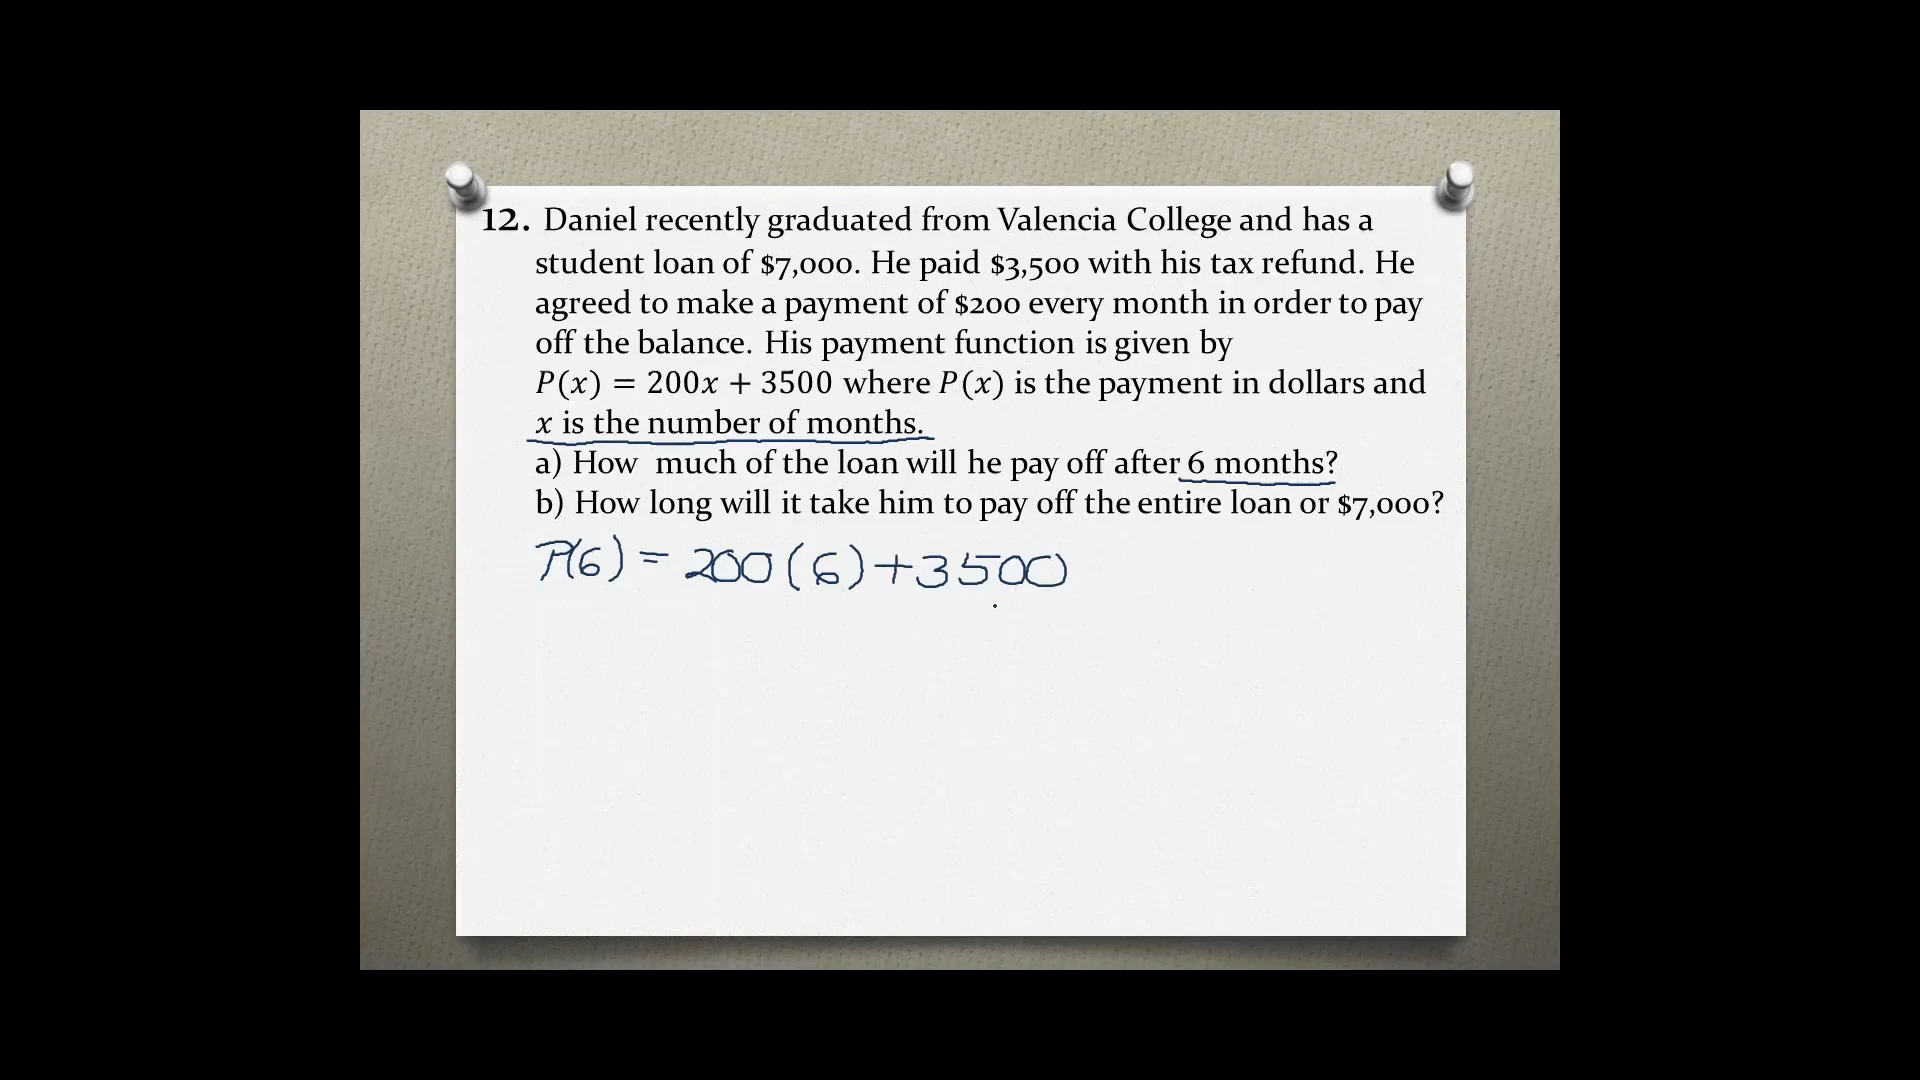 12. Daniel recently graduated from Valencia College and has a
student loan of $7,000. He paid $3,500 with his tax refund. He
agreed to make a payment of $200 every month in order to pay
off the balance. His payment function is given by
P(x) = 200x + 3500 where P(x) is the payment in dollars and
x is the number of months.
a) How much of the loan will he pay off after 6 months?
b) How long will it take him to pay off the entire loan or $7,000?
P(6) = 200(6)+3500